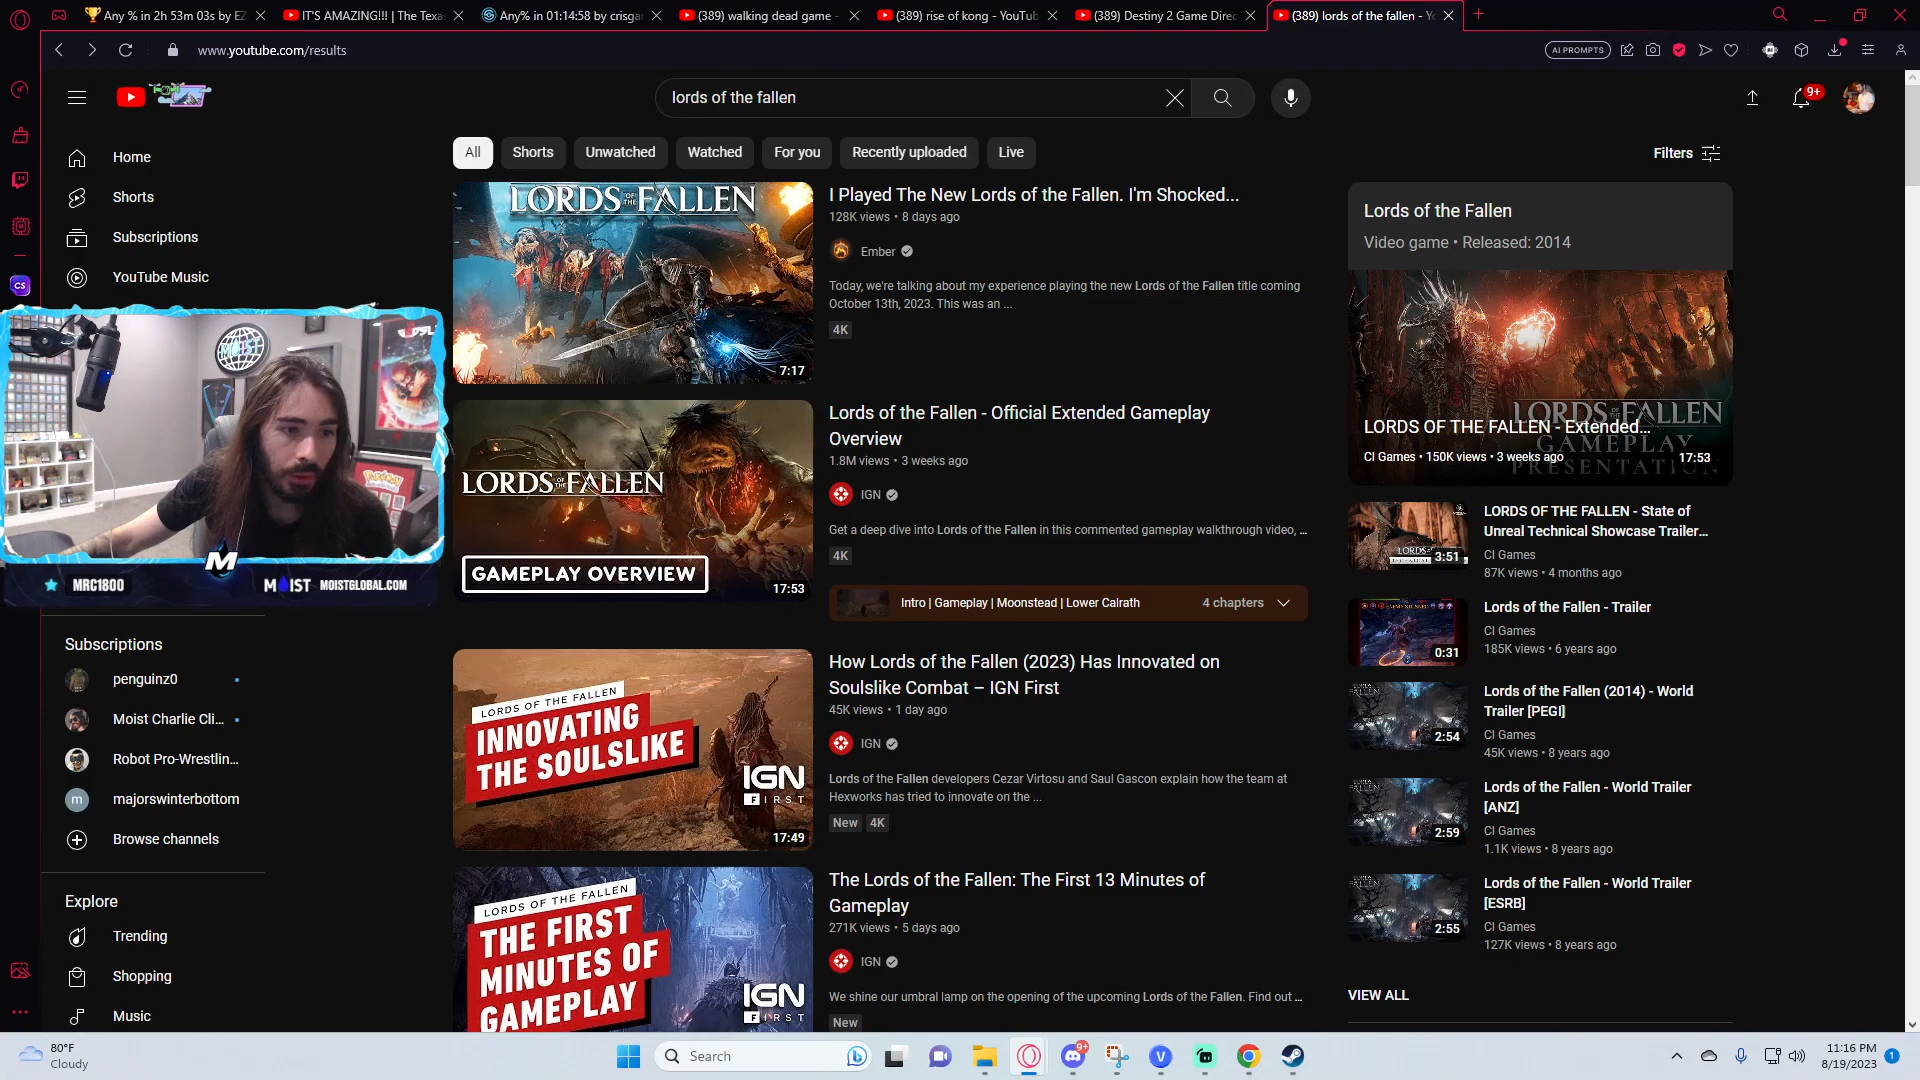 Any % in 2h 53m 03s by EZ
IT'S AMAZING!!! | The Texas
Any% in 01:14:58 by crisgar
(389) walking dead game -
(389) rise of kong - YouTub
(389) Destiny 2 Game Direc
(389) lords of the fallen - Yo
www.youtube.com/results
AI PROMPTS
lords of the fallen
9+
All
Shorts
Unwatched
Watched
For you
Recently uploaded
Live
Filters
Home
Shorts
Subscriptions
YouTube Music
CS
MOIST
M
MRC1800
MOIST MOISTGLOBAL.COM
Subscriptions
penguinz0
Moist Charlie Cli...
Robot Pro-Wrestlin...
m
majorswinterbottom
Browse channels
Explore
Trending
Shopping
Music
LORDS OF THE FALLEN
7:17
I Played The New Lords of the Fallen. I'm Shocked...
128K views • 8 days ago
Ember
Today, we're talking about my experience playing the new Lords of the Fallen title coming
October 13th, 2023. This was an ...
4K
LORDS OF THE FALLEN
GAMEPLAY OVERVIEW
17:53
Lords of the Fallen - Official Extended Gameplay
Overview
1.8M views • 3 weeks ago
IGN
Get a deep dive into Lords of the Fallen in this commented gameplay walkthrough video, ...
4K
Intro | Gameplay | Moonstead | Lower Calrath
4 chapters
LORDS OF THE FALLEN
INNOVATING
THE SOULSLIKE
IGN
FIRST
17:49
How Lords of the Fallen (2023) Has Innovated on
Soulslike Combat – IGN First
45K views • 1 day ago
IGN
Lords of the Fallen developers Cezar Virtosu and Saul Gascon explain how the team at
Hexworks has tried to innovate on the ...
New
4K
LORDS OF THE FALLEN
THE FIRST
MINUTES OF
GAMEPLAY
IGN
FIRST
The Lords of the Fallen: The First 13 Minutes of
Gameplay
271K views • 5 days ago
IGN
We shine our umbral lamp on the opening of the upcoming Lords of the Fallen. Find out ...
New
Lords of the Fallen
Video game • Released: 2014
LORDS OF THE FALLEN
GAMEPLAY
PRESENTATION
LORDS OF THE FALLEN - Extended...
CI Games • 150K views • 3 weeks ago
17:53
3:51
LORDS OF THE FALLEN - State of
Unreal Technical Showcase Trailer...
CI Games
87K views • 4 months ago
0:31
Lords of the Fallen - Trailer
CI Games
185K views • 6 years ago
2:54
Lords of the Fallen (2014) - World
Trailer [PEGI]
CI Games
45K views • 8 years ago
2:59
Lords of the Fallen - World Trailer
[ANZ]
CI Games
1.1K views • 8 years ago
2:55
Lords of the Fallen - World Trailer
[ESRB]
CI Games
127K views • 8 years ago
VIEW ALL
80°F
Cloudy
Search
9+
V
11:16 PM
8/19/2023
1